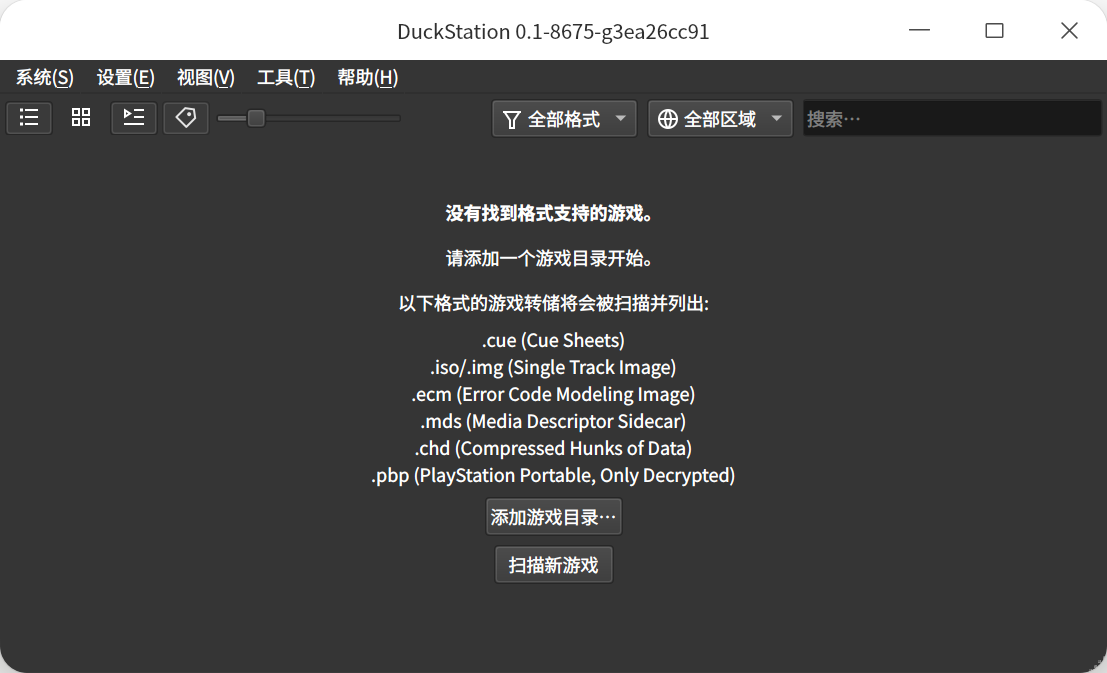 DuckStation 0.1-8675-g3ea26cc91
系统(S) 设置(E) 视图(V) 工具(T) 帮助(H)
全部格式 全部区域 搜索…
没有找到格式支持的游戏。
请添加一个游戏目录开始。
以下格式的游戏转储将会被扫描并列出:
.cue (Cue Sheets)
.iso/.img (Single Track Image)
.ecm (Error Code Modeling Image)
.mds (Media Descriptor Sidecar)
.chd (Compressed Hunks of Data)
.pbp (PlayStation Portable, Only Decrypted)
添加游戏目录…
扫描新游戏